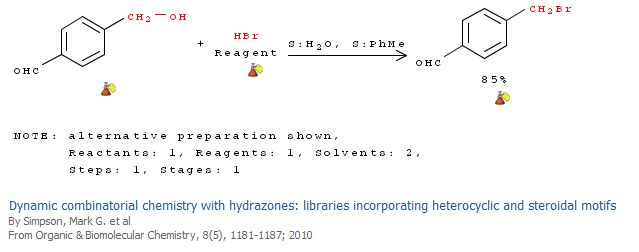 CH2—OH
CH2Br
+
HBr
Reagent
S:H2O, S:PhMe
OHC
OHC
85%
NOTE: alternative preparation shown,
Reactants: 1, Reagents: 1, Solvents: 2,
Steps: 1, Stages: 1
Dynamic combinatorial chemistry with hydrazones: libraries incorporating heterocyclic and steroidal motifs
By Simpson, Mark G. et al
From Organic & Biomolecular Chemistry, 8(5), 1181-1187; 2010